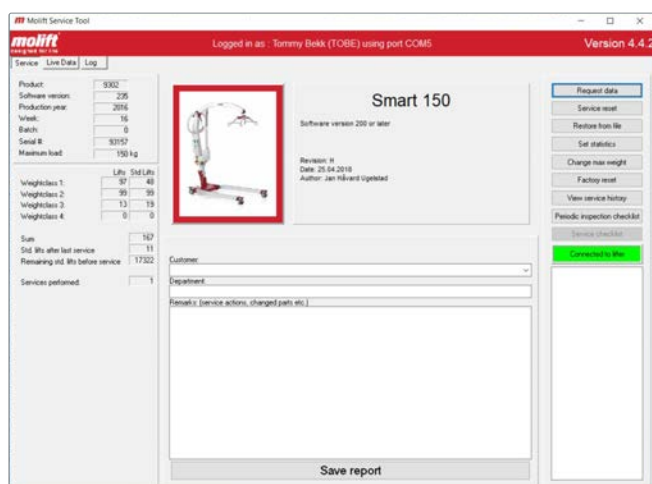 Molift Service Tool
molift
designed for life
Logged in as : Tommy Bekk (TOBE) using port COM5
Version 4.4.2
Service Live Data Log
Product: 9302
Software version: 235
Production year: 2016
Week: 16
Batch: 0
Serial #: 93157
Maximum load: 150 kg
Lifts Std Lifts
Weightclass 1: 97 48
Weightclass 2: 99 99
Weightclass 3: 13 19
Weightclass 4: 0 0
Sum 167
Std. lifts after last service 11
Remaining std. lifts before service 17322
Services performed: 1
Smart 150
Software version 200 or later
Revision: H
Date: 25.04.2018
Author: Jan Håvard Ugelstad
Customer:
Department:
Remarks: (service actions, changed parts etc.)
Save report
Request data
Service reset
Restore from file
Set statistics
Change max weight
Factory reset
View service history
Periodic inspection checklist
Service checklist
Connected to lifter